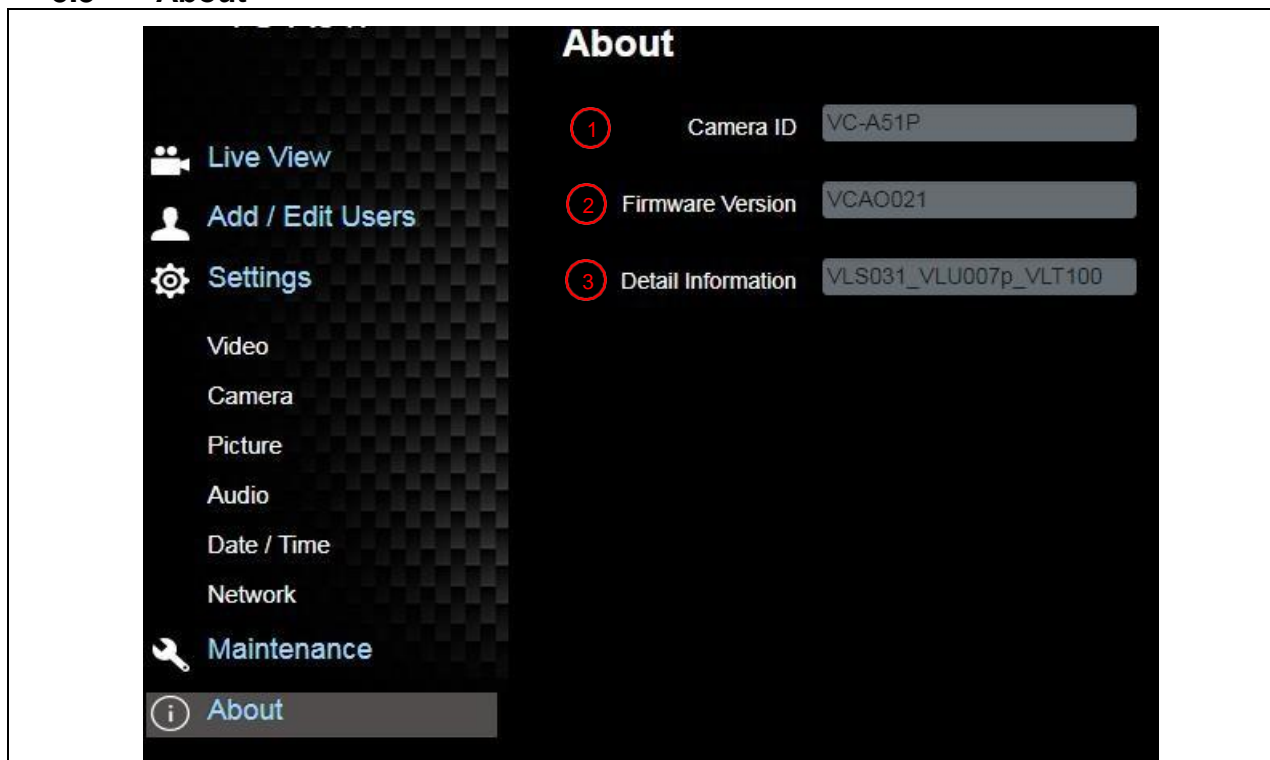 About
About
1 Camera ID VC-A51P
Live View
2 Firmware Version VCAO021
Add / Edit Users
3 Detail Information VLS031_VLU007p_VLT100
Settings
Video
Camera
Picture
Audio
Date / Time
Network
Maintenance
i About